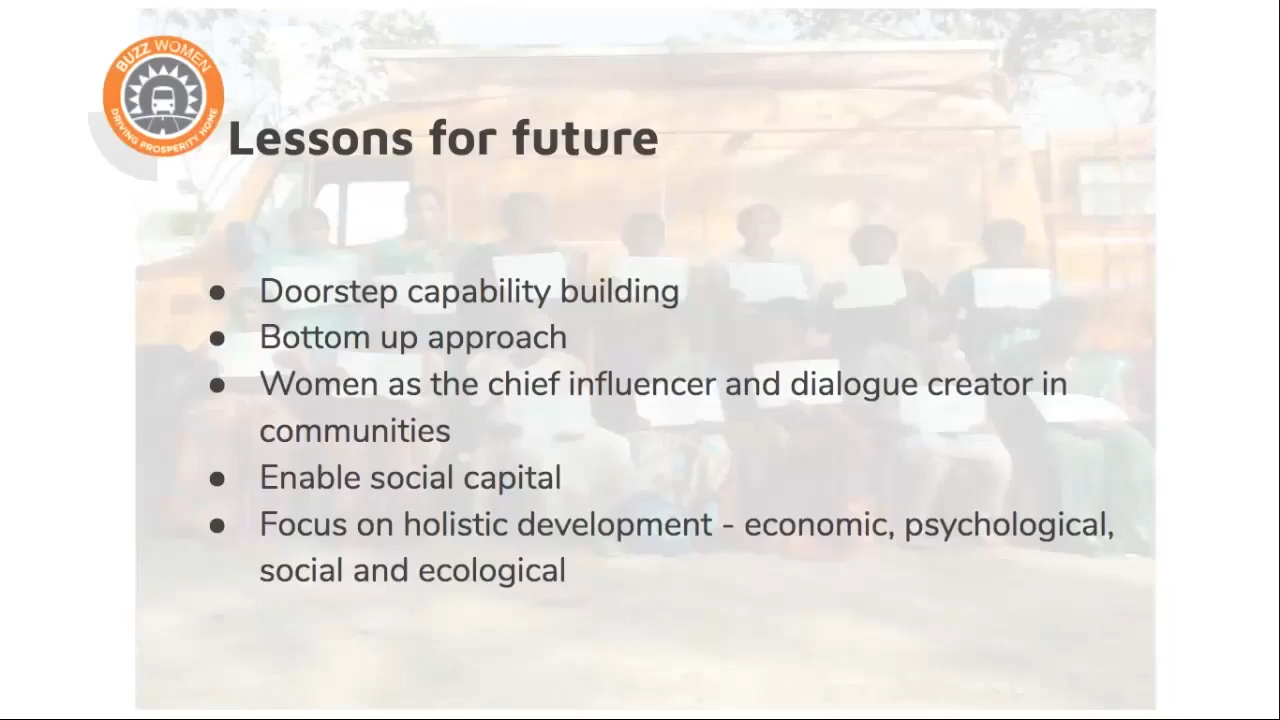 BUZZ WOMEN
DRIVING PROSPERITY HOME
Lessons for future
● Doorstep capability building
● Bottom up approach
● Women as the chief influencer and dialogue creator in
communities
● Enable social capital
● Focus on holistic development - economic, psychological,
social and ecological